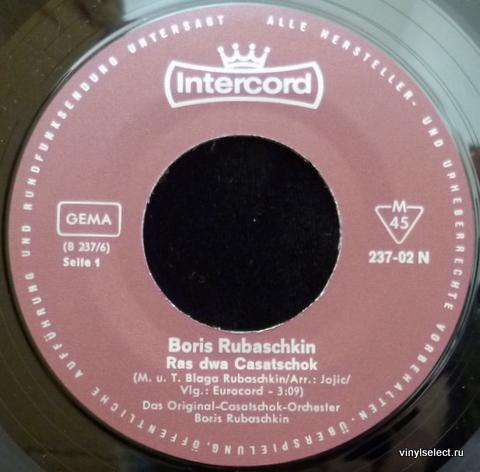 ALLE HERSTELLER- UND URHEBERRECHTE VORBEHALTEN · ÜBERSPIELUNG, ÖFFENTLICHE AUFFÜHRUNG UND RUNDFUNKSENDUNG UNTERSAGT
Intercord
GEMA
(B 237/6)
Seite 1
M
45
237-02 N
Boris Rubaschkin
Ras dwa Casatschok
(M. u. T. Blaga Rubaschkin/Arr.: Jojic/
Vlg.: Eurocord - 3:09)
Das Original-Casatschok-Orchester
Boris Rubaschkin
vinylselect.ru